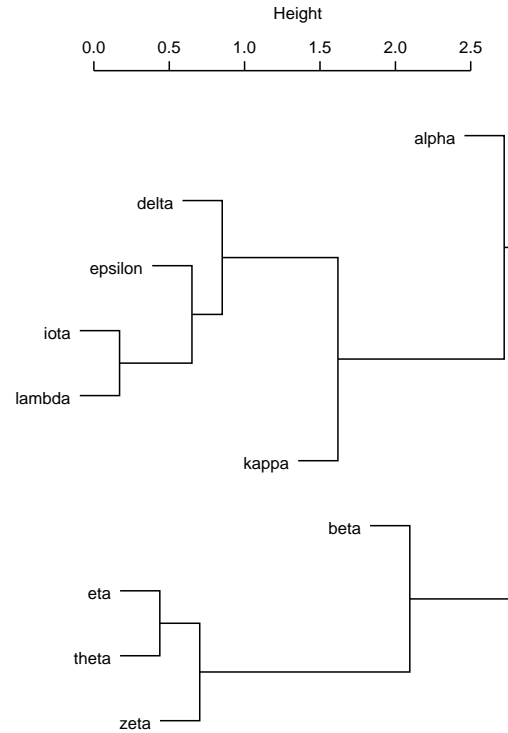 Height
0.0 0.5 1.0 1.5 2.0 2.5
alpha
delta
epsilon
iota
lambda
kappa
beta
eta
theta
zeta